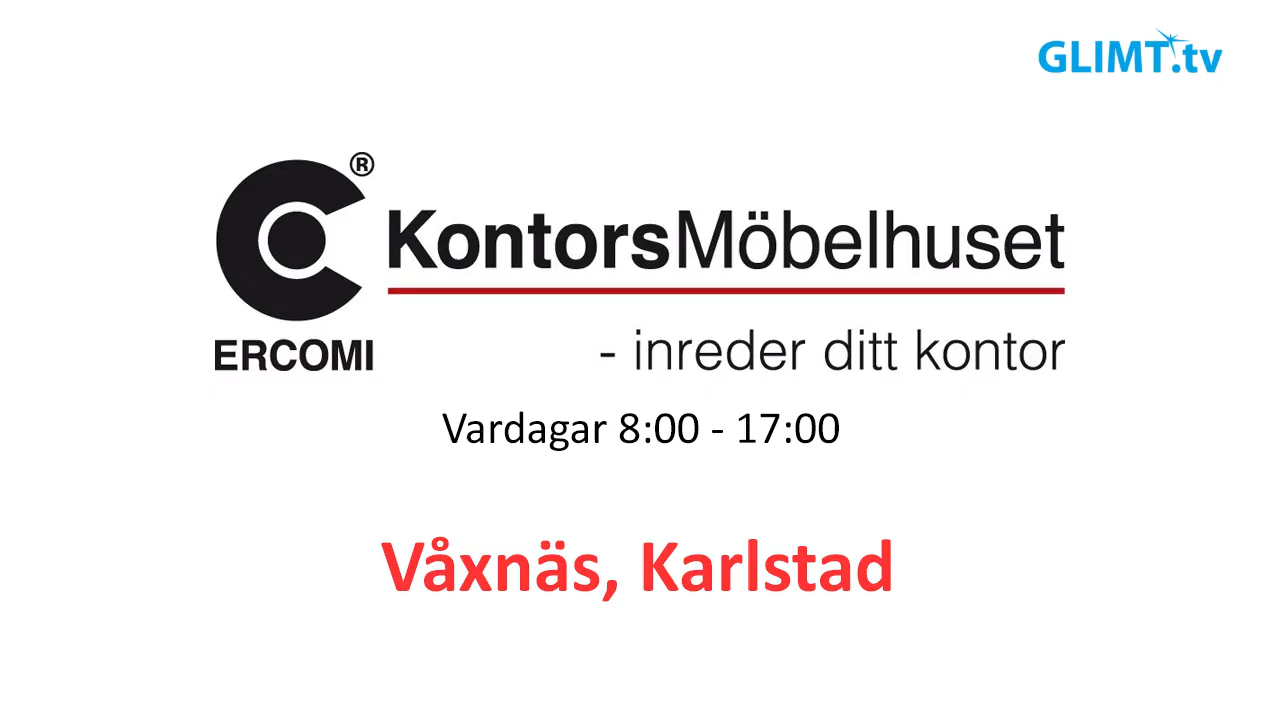 GLIMT.tv
®
KontorsMöbelhuset
ERCOMI
- inreder ditt kontor
Vardagar 8:00 - 17:00
Våxnäs, Karlstad